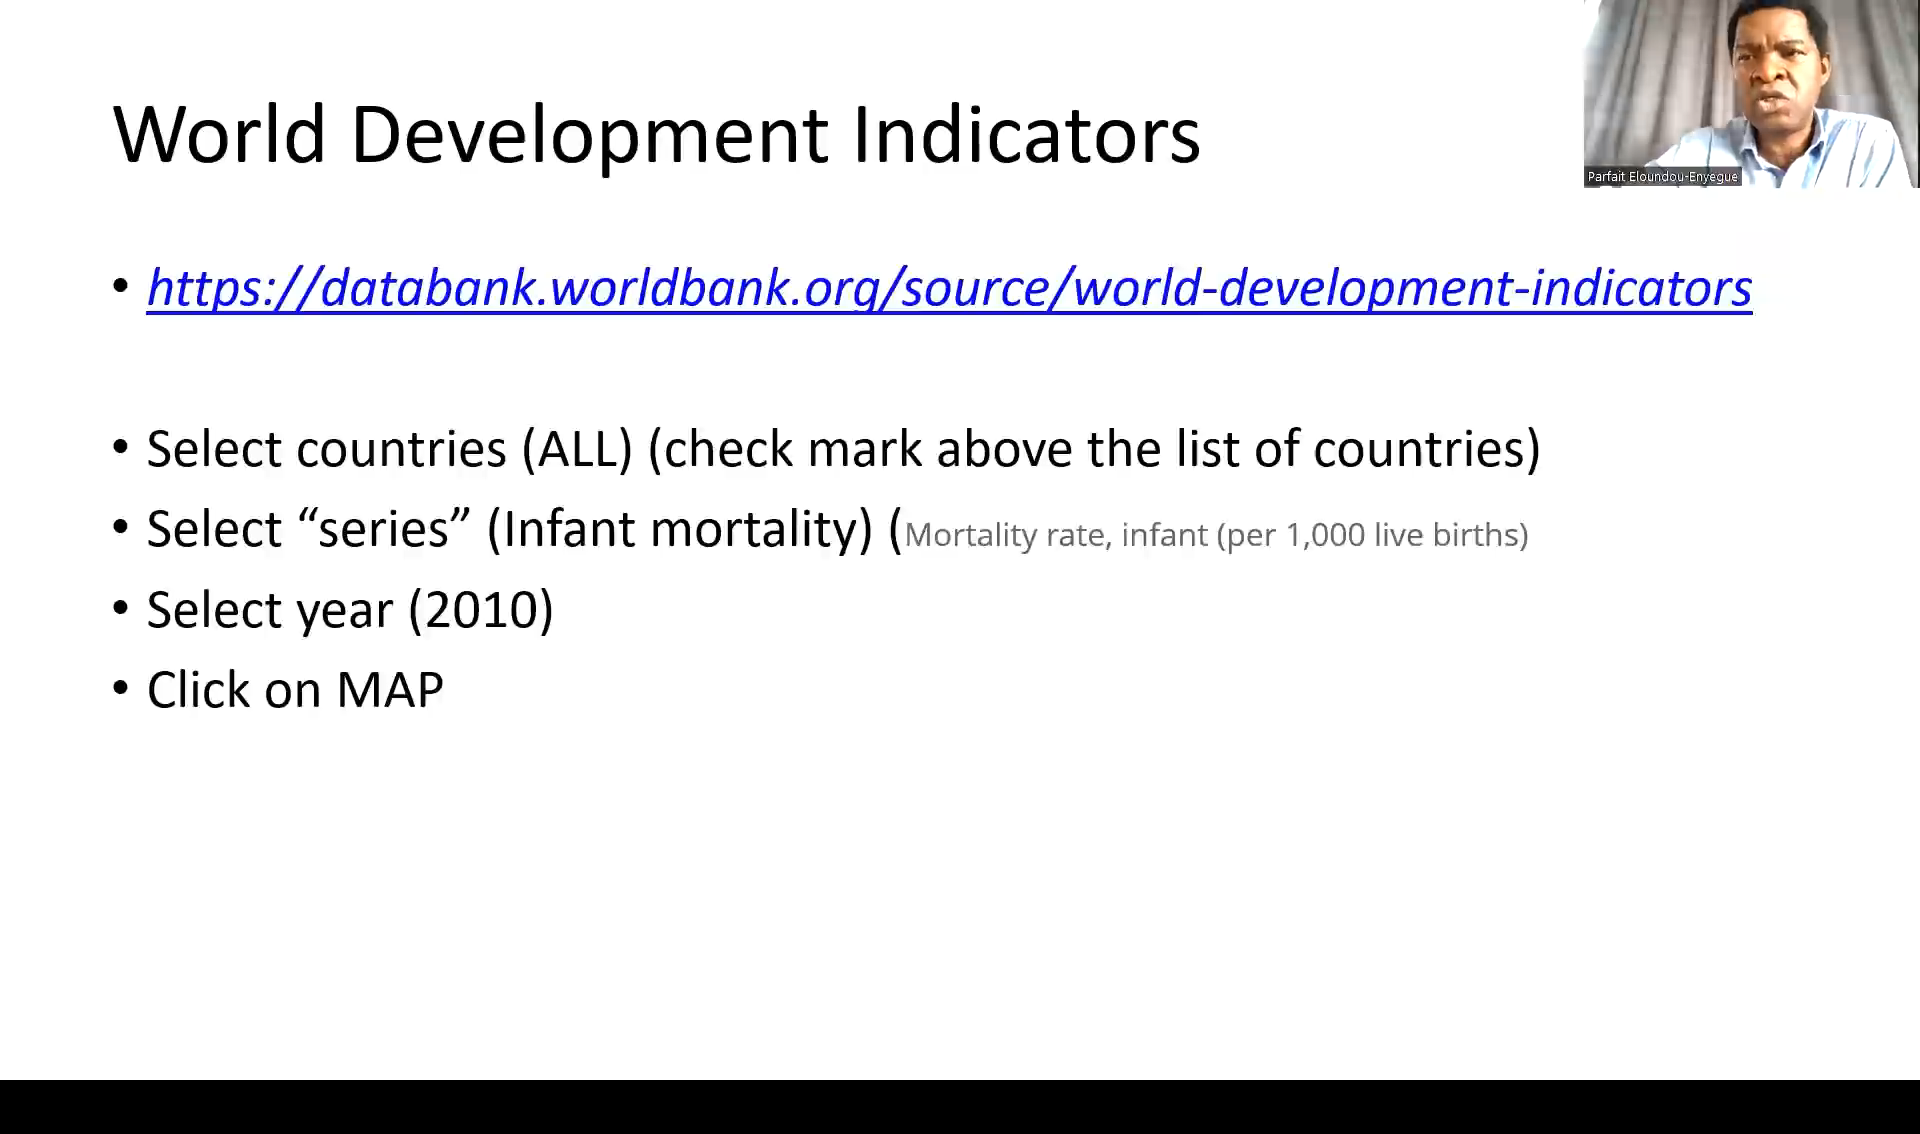 World Development Indicators
Parfait Eloundou-Enyegue
• https://databank.worldbank.org/source/world-development-indicators
• Select countries (ALL) (check mark above the list of countries)
• Select “series” (Infant mortality) (Mortality rate, infant (per 1,000 live births)
• Select year (2010)
• Click on MAP